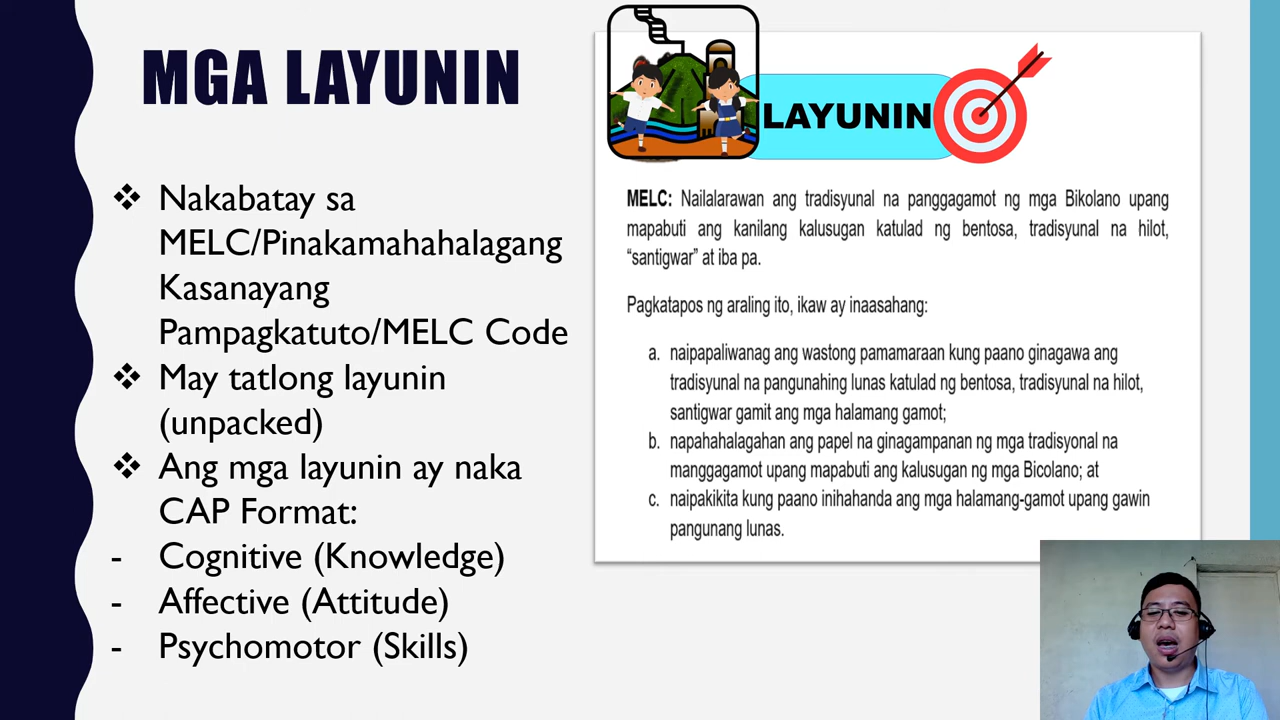 MGA LAYUNIN
❖ Nakabatay sa
MELC/Pinakamahahalagang
Kasanayang
Pampagkatuto/MELC Code
❖ May tatlong layunin
(unpacked)
❖ Ang mga layunin ay naka
CAP Format:
- Cognitive (Knowledge)
- Affective (Attitude)
- Psychomotor (Skills)
LAYUNIN
MELC: Nailalarawan ang tradisyunal na panggagamot ng mga Bikolano upang
mapabuti ang kanilang kalusugan katulad ng bentosa, tradisyunal na hilot,
“santigwar” at iba pa.
Pagkatapos ng araling ito, ikaw ay inaasahang:
a. naipapaliwanag ang wastong pamamaraan kung paano ginagawa ang
tradisyunal na pangunahing lunas katulad ng bentosa, tradisyunal na hilot,
santigwar gamit ang mga halamang gamot;
b. napahahalagahan ang papel na ginagampanan ng mga tradisyonal na
manggagamot upang mapabuti ang kalusugan ng mga Bicolano; at
c. naipakikita kung paano inihahanda ang mga halamang-gamot upang gawin
pangunang lunas.